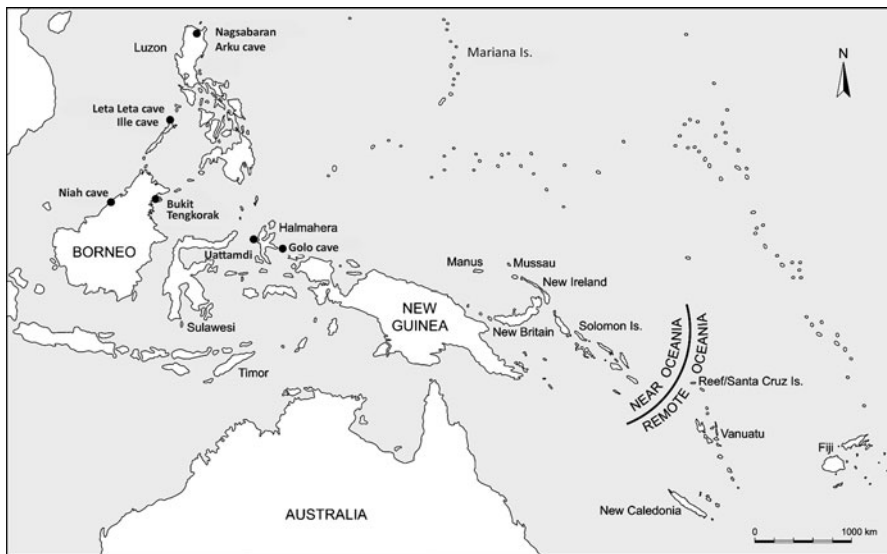 Nagsabaran
Arku cave
Luzon
Mariana Is.
N
Leta Leta cave
Ille cave
Niah cave
Bukit
Tengkorak
Halmahera
Golo cave
Uattamdi
BORNEO
Manus
Mussau
New Ireland
NEW
GUINEA
Sulawesi
New Britain
Solomon Is.
NEAR OCEANIA
REMOTE OCEANIA
Timor
Reef/Santa Cruz Is.
Vanuatu
Fiji
New Caledonia
AUSTRALIA
0 1000 km